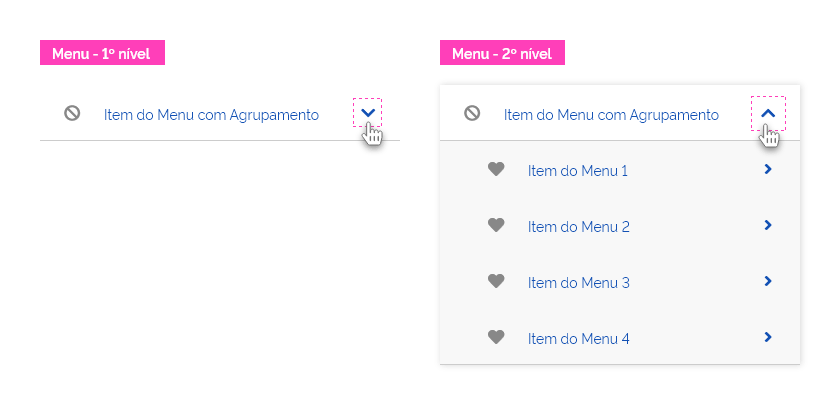 Menu - 1º nível
Item do Menu com Agrupamento
Menu - 2º nível
Item do Menu com Agrupamento
Item do Menu 1
Item do Menu 2
Item do Menu 3
Item do Menu 4